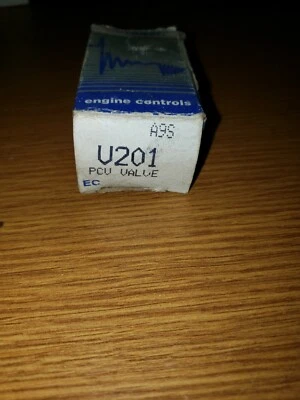 engine controls
A9S
V201
PCV VALVE
EC